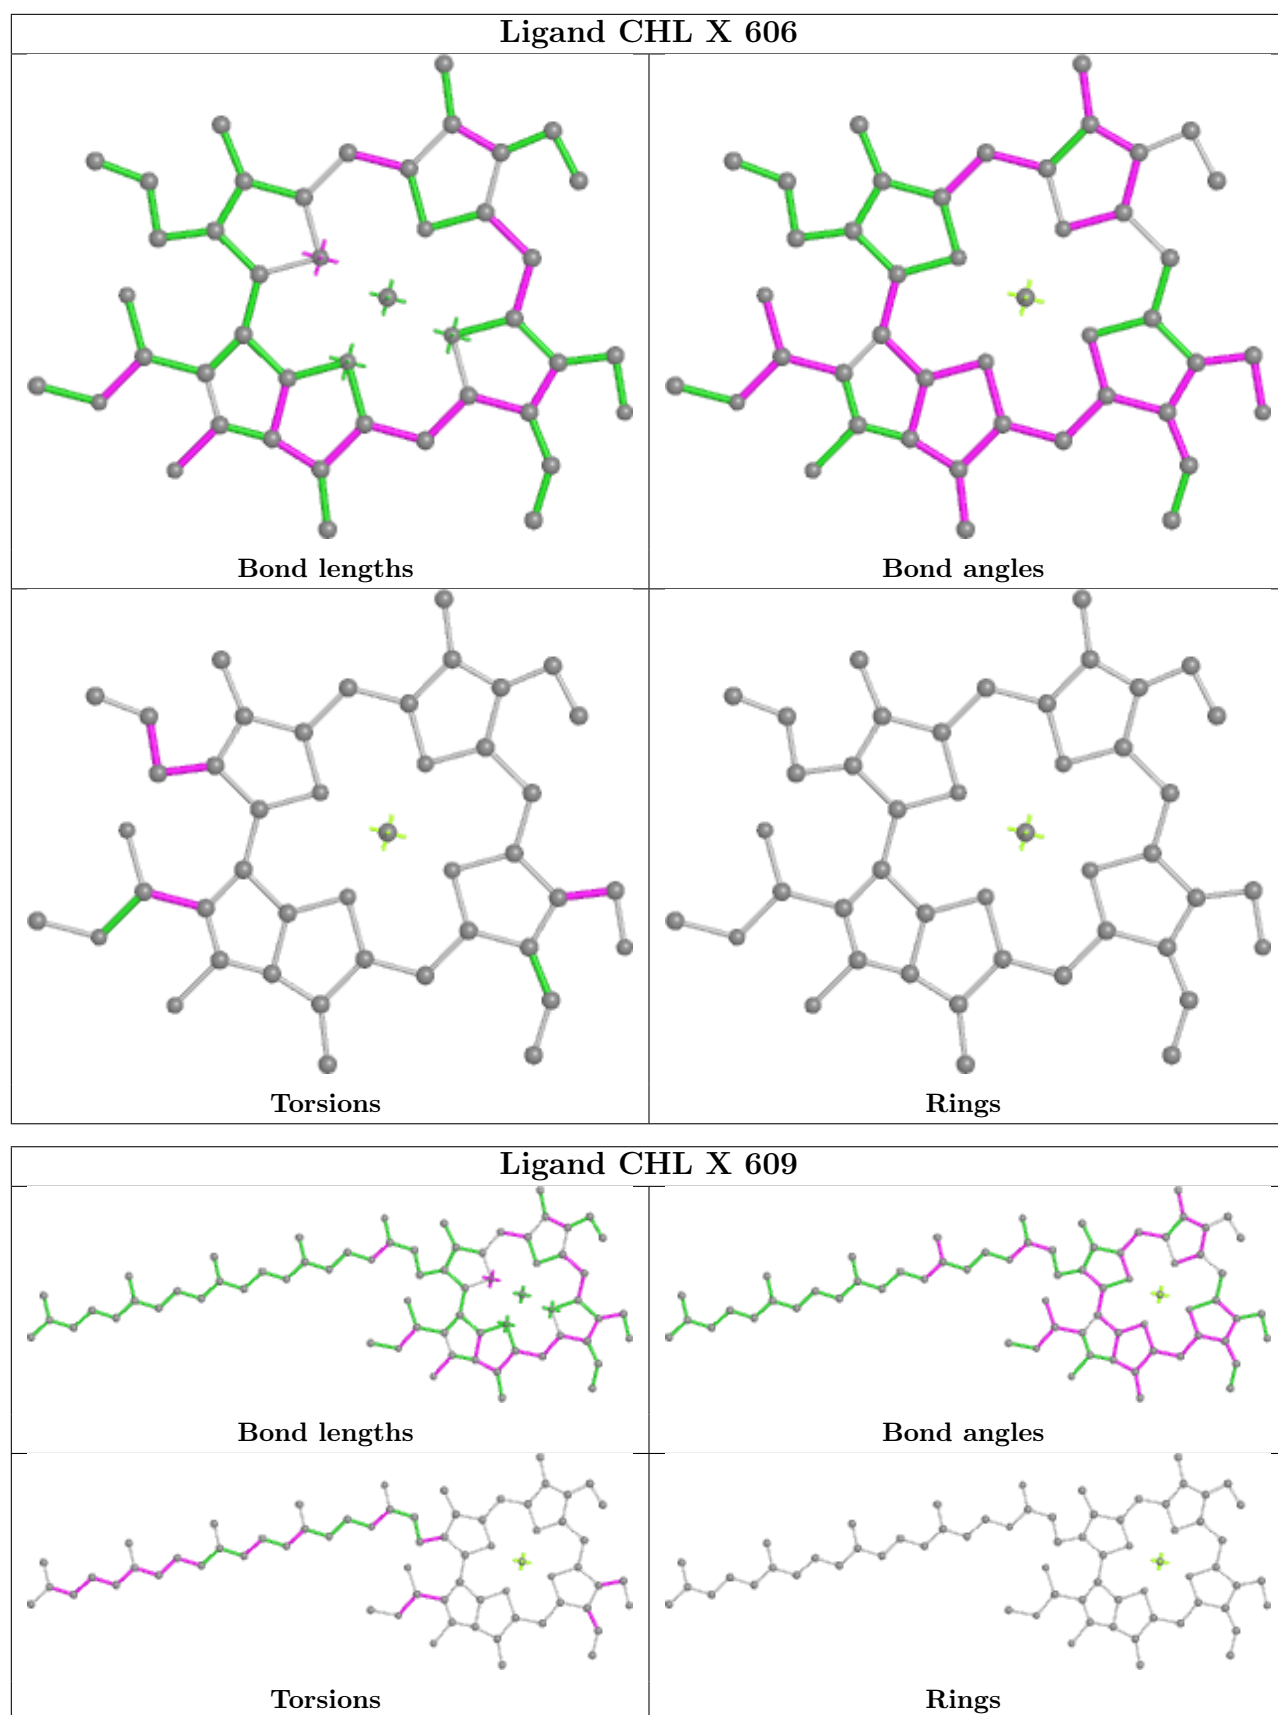 Ligand CHL X 606
Bond lengths
Bond angles
Torsions
Rings
Ligand CHL X 609
Bond lengths
Bond angles
Torsions
Rings